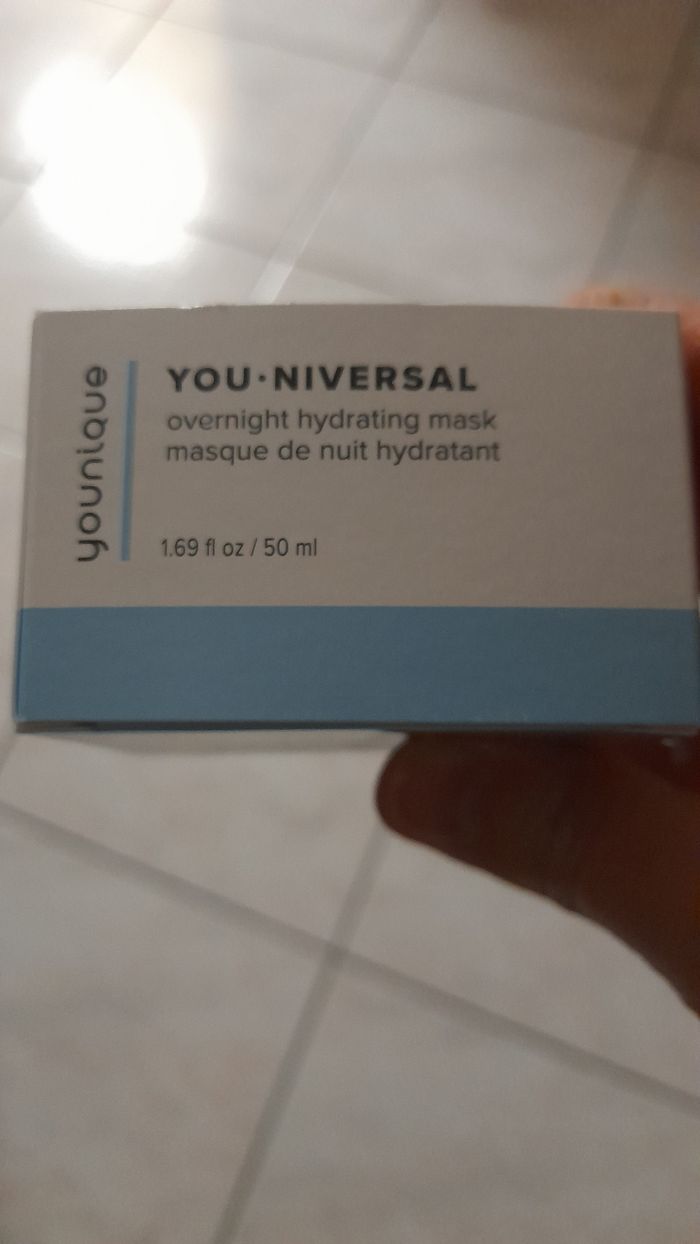 younique
YOU·NIVERSAL
overnight hydrating mask
masque de nuit hydratant
1.69 fl oz / 50 ml